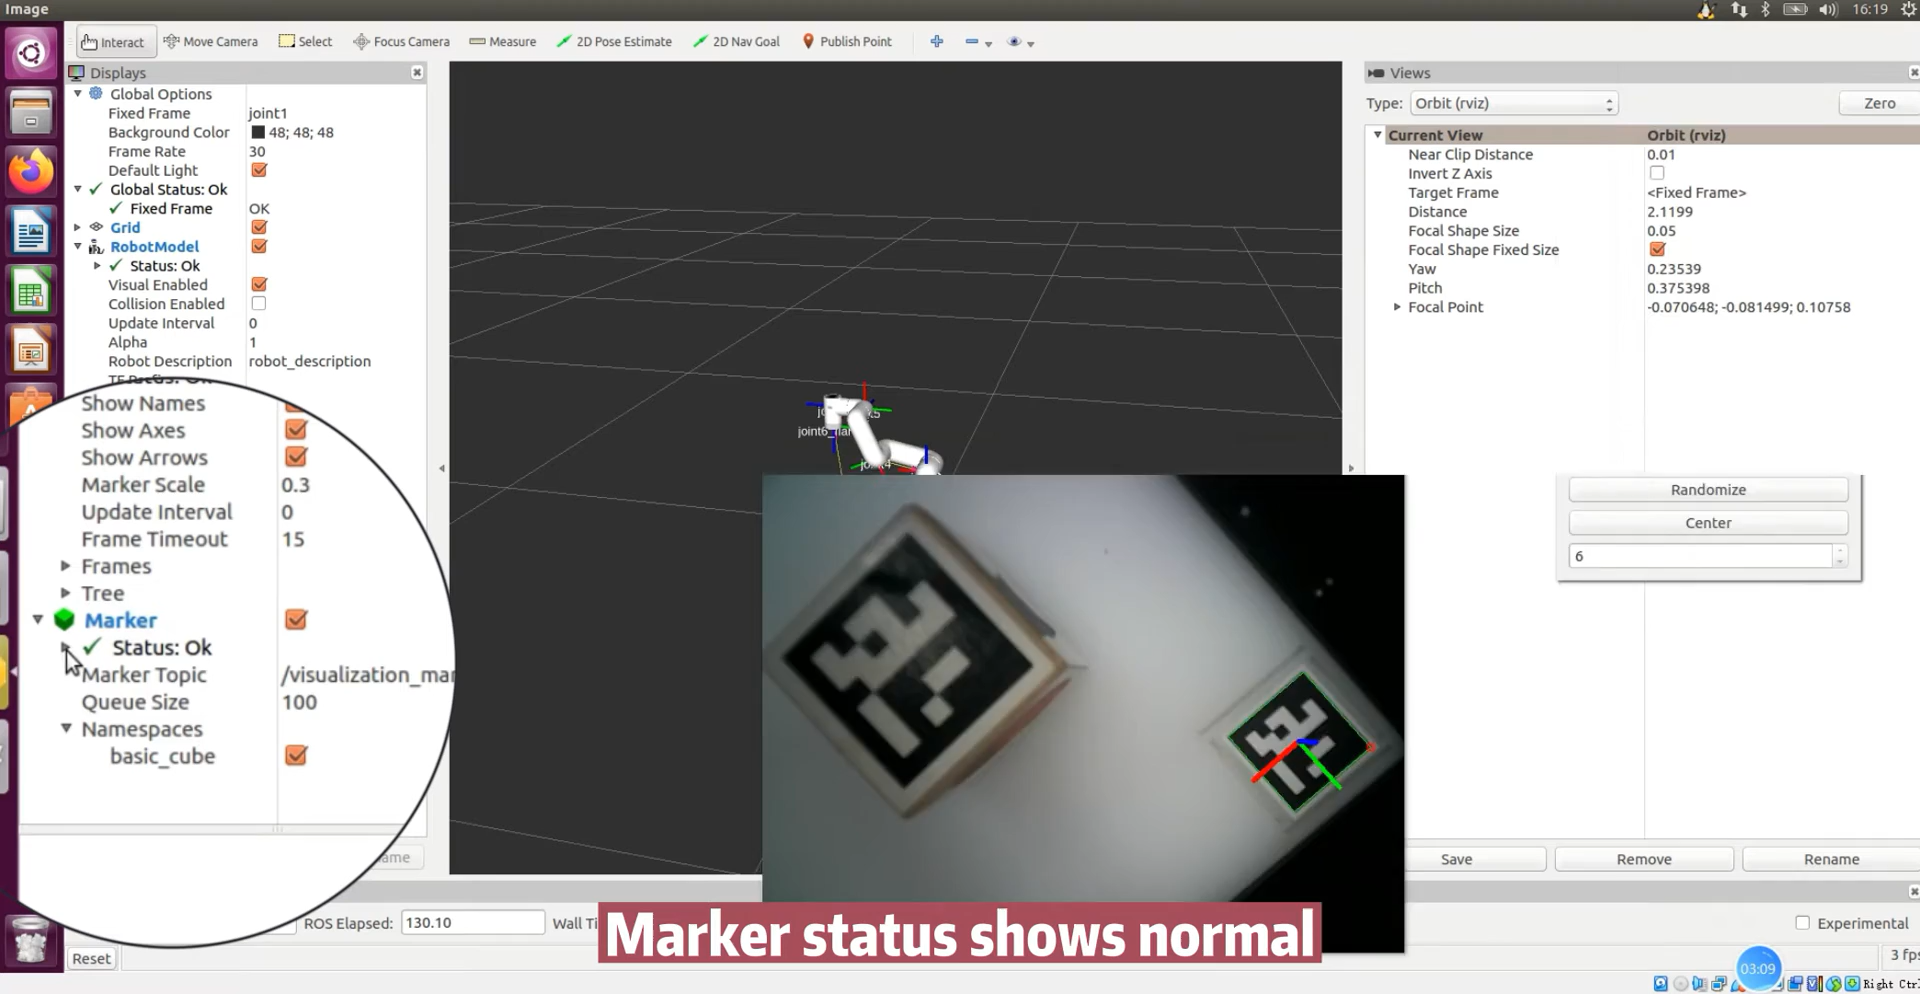 Image
16:19
Interact
Move Camera
Select
Focus Camera
Measure
2D Pose Estimate
2D Nav Goal
Publish Point
Displays
Global Options
Fixed Frame joint1
Background Color 48; 48; 48
Frame Rate 30
Default Light
Global Status: Ok
Fixed Frame OK
Grid
RobotModel
Status: Ok
Visual Enabled
Collision Enabled
Update Interval 0
Alpha 1
Robot Description robot_description
Show Names
Show Axes
Show Arrows
Marker Scale 0.3
Update Interval 0
Frame Timeout 15
Frames
Tree
Marker
Status: Ok
Marker Topic /visualization_mar
Queue Size 100
Namespaces
basic_cube
Reset
ROS Elapsed: 130.10 Wall Ti
Marker status shows normal
Views
Type: Orbit (rviz) Zero
Current View Orbit (rviz)
Near Clip Distance 0.01
Invert Z Axis
Target Frame <Fixed Frame>
Distance 2.1199
Focal Shape Size 0.05
Focal Shape Fixed Size
Yaw 0.23539
Pitch 0.375398
Focal Point -0.070648; -0.081499; 0.10758
Randomize
Center
6
Save Remove Rename
Experimental
3 fps
03:09
Right Ctr